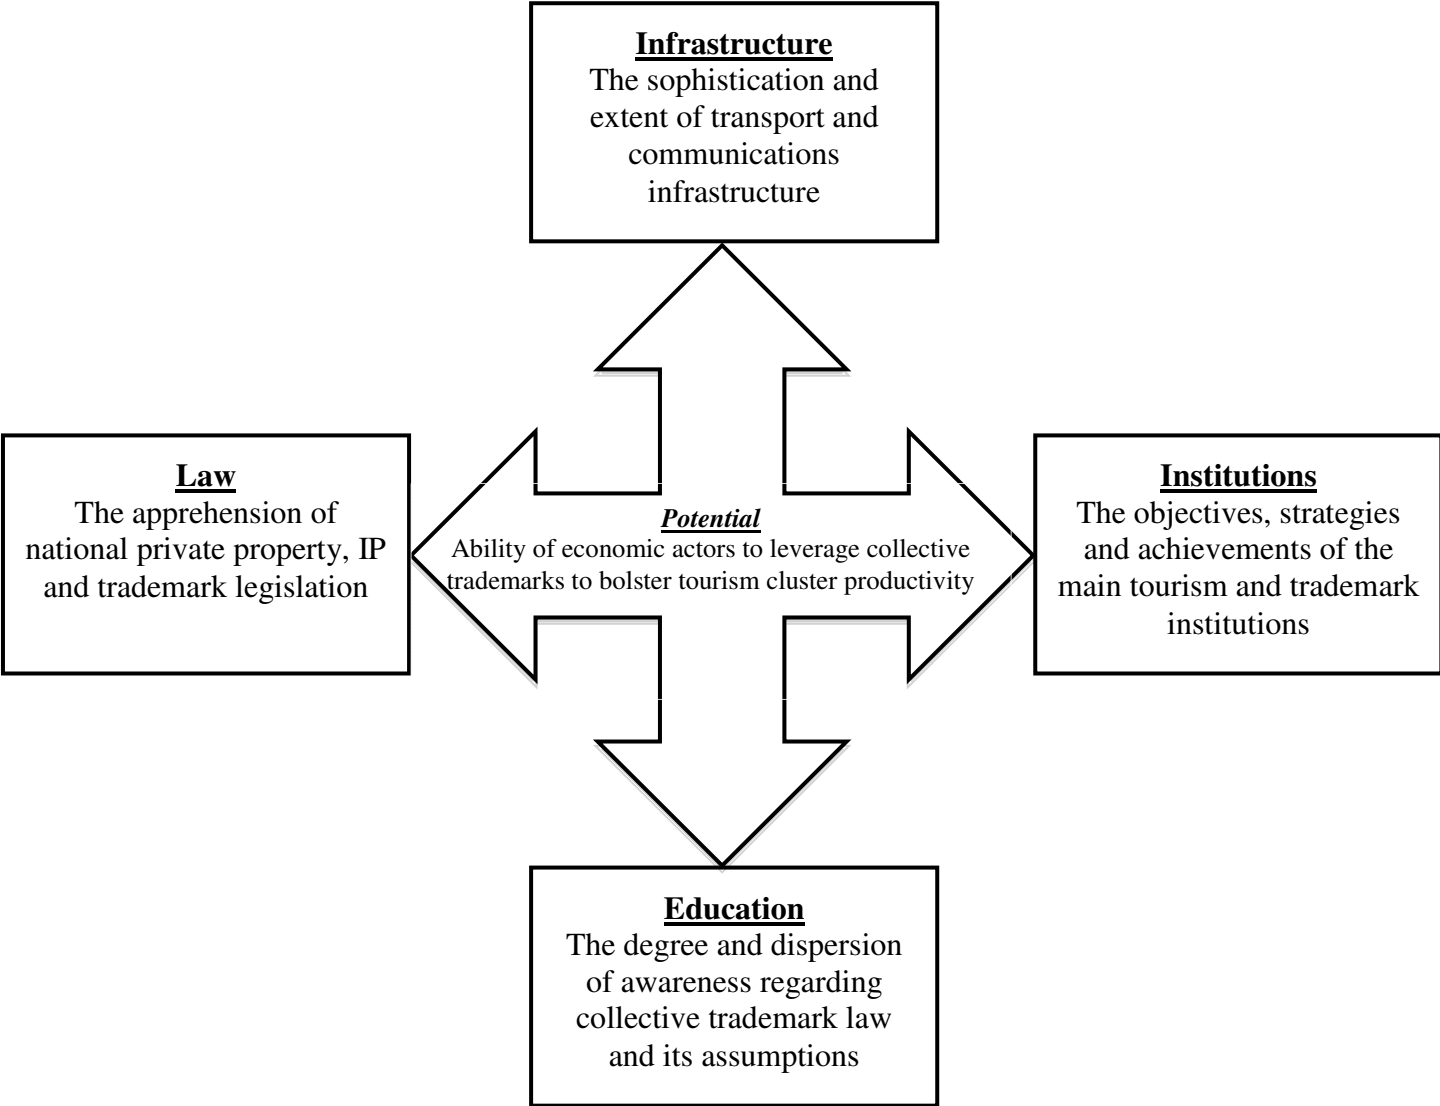 Infrastructure
The sophistication and
extent of transport and
communications
infrastructure
Law
The apprehension of
national private property, IP
and trademark legislation
Potential
Ability of economic actors to leverage collective
trademarks to bolster tourism cluster productivity
Institutions
The objectives, strategies
and achievements of the
main tourism and trademark
institutions
Education
The degree and dispersion
of awareness regarding
collective trademark law
and its assumptions